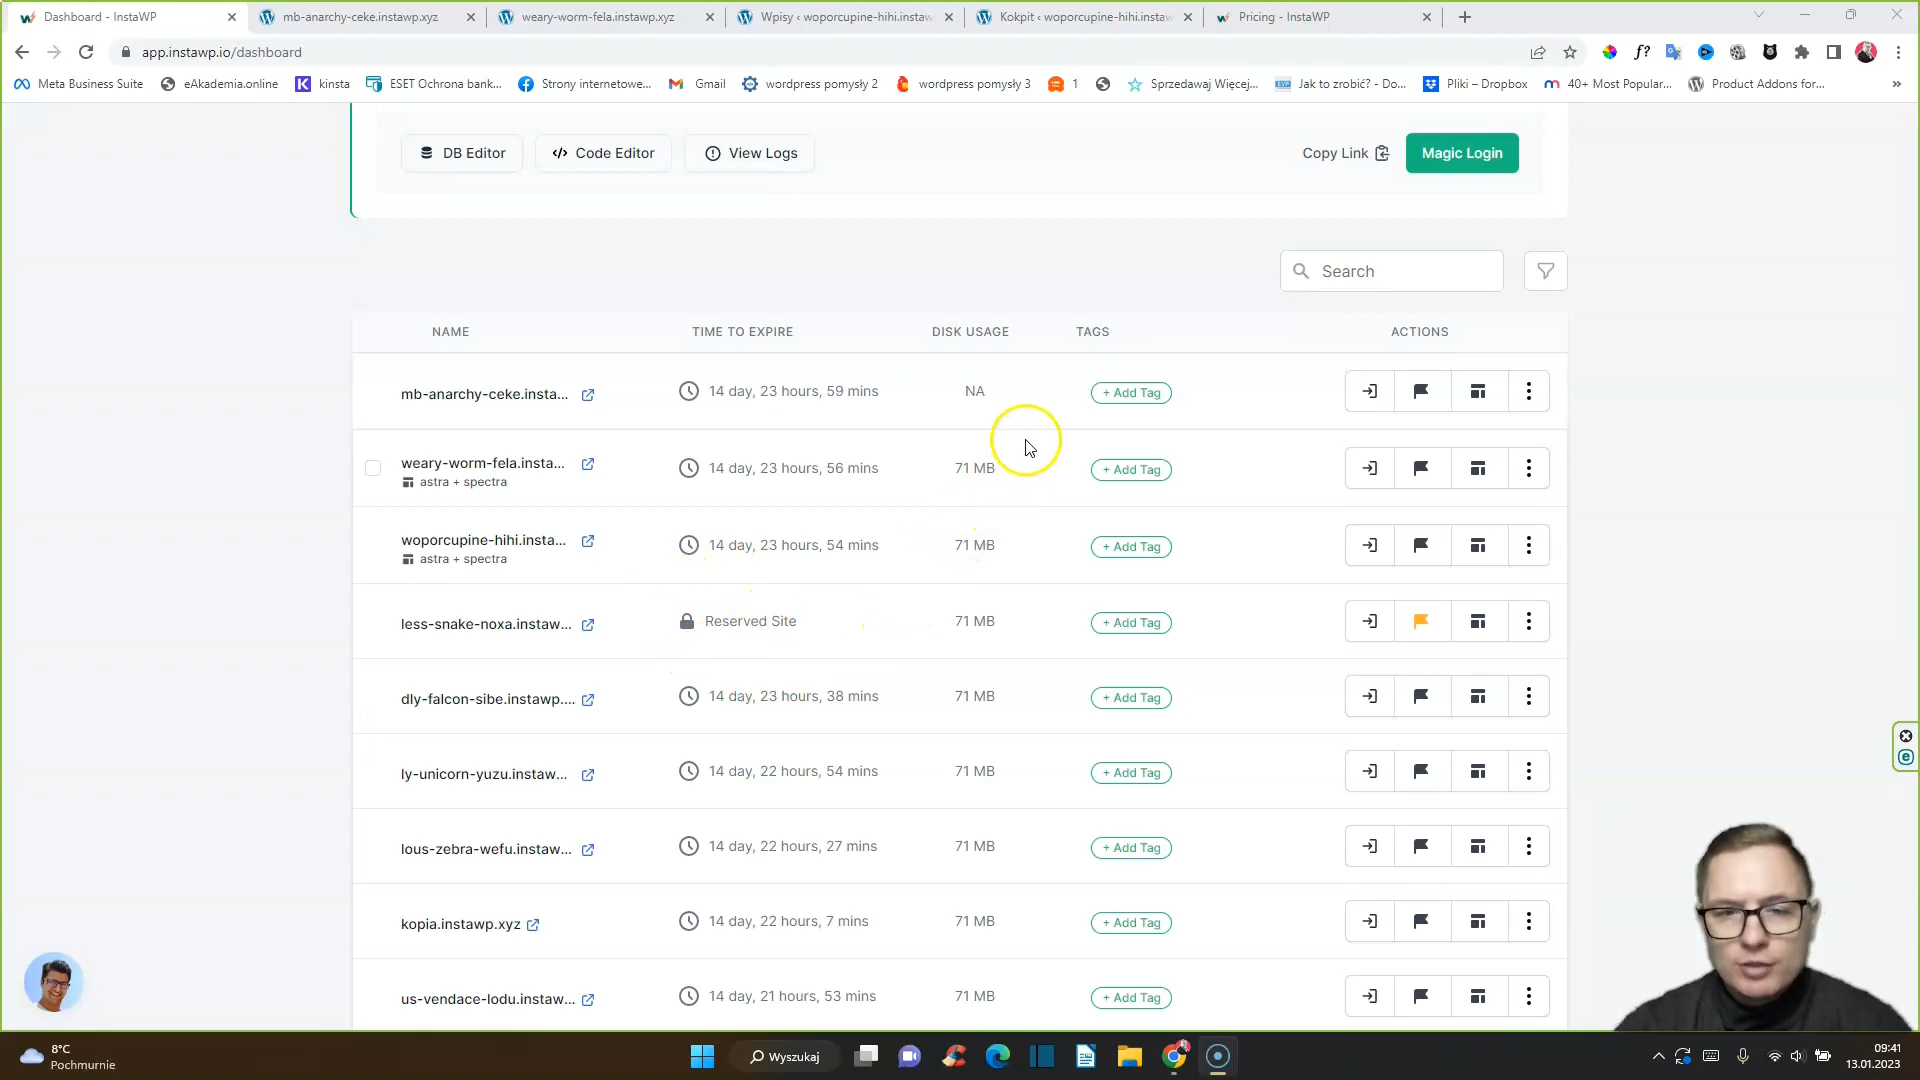 Dashboard - InstaWP
mb-anarchy-ceke.instawp.xyz
weary-worm-fela.instawp.xyz
Wpisy ‹ woporcupine-hihi.instaw
Kokpit ‹ woporcupine-hihi.instaw
Pricing - InstaWP
app.instawp.io/dashboard
f?
Meta Business Suite
eAkademia.online
kinsta
ESET Ochrona bank...
Strony internetowe...
Gmail
wordpress pomysły 2
wordpress pomysły 3
1
Sprzedawaj Więcej,...
Jak to zrobić? - Do...
Pliki – Dropbox
40+ Most Popular...
Product Addons for...
»
DB Editor
Code Editor
View Logs
Copy Link
Magic Login
Search
NAME TIME TO EXPIRE DISK USAGE TAGS ACTIONS
mb-anarchy-ceke.insta... 14 day, 23 hours, 59 mins NA + Add Tag
weary-worm-fela.insta... 14 day, 23 hours, 56 mins 71 MB + Add Tag
astra + spectra
woporcupine-hihi.insta... 14 day, 23 hours, 54 mins 71 MB + Add Tag
astra + spectra
less-snake-noxa.instaw... Reserved Site 71 MB + Add Tag
dly-falcon-sibe.instawp.... 14 day, 23 hours, 38 mins 71 MB + Add Tag
ly-unicorn-yuzu.instaw... 14 day, 22 hours, 54 mins 71 MB + Add Tag
lous-zebra-wefu.instaw... 14 day, 22 hours, 27 mins 71 MB + Add Tag
kopia.instawp.xyz 14 day, 22 hours, 7 mins 71 MB + Add Tag
us-vendace-lodu.instaw... 14 day, 21 hours, 53 mins 71 MB + Add Tag
8°C
Pochmurnie
Wyszukaj
09:41
13.01.2023